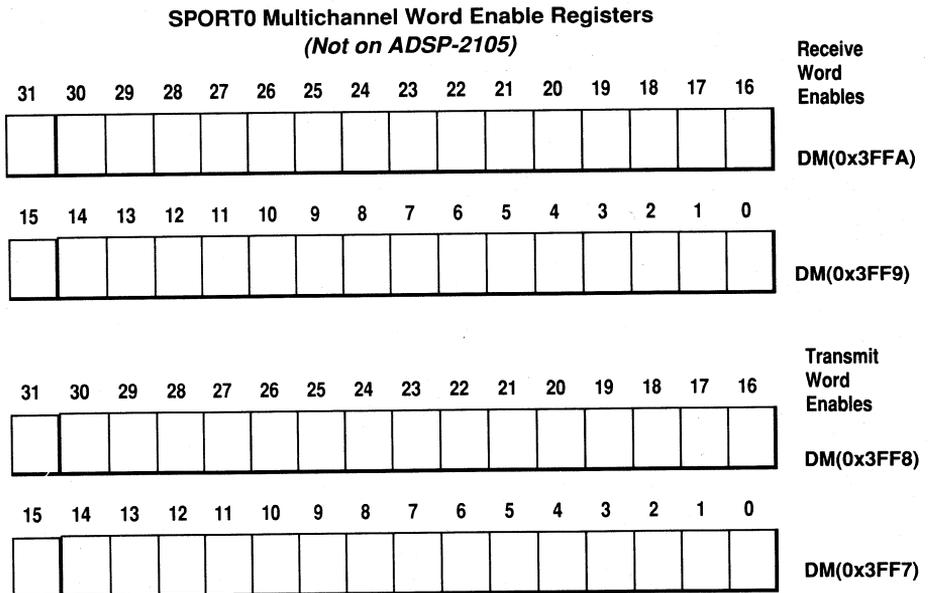 SPORT0 Multichannel Word Enable Registers
(Not on ADSP-2105)
Receive
Word
Enables
31 30 29 28 27 26 25 24 23 22 21 20 19 18 17 16
DM(0x3FFA)
15 14 13 12 11 10 9 8 7 6 5 4 3 2 1 0
DM(0x3FF9)
Transmit
Word
Enables
31 30 29 28 27 26 25 24 23 22 21 20 19 18 17 16
DM(0x3FF8)
15 14 13 12 11 10 9 8 7 6 5 4 3 2 1 0
DM(0x3FF7)